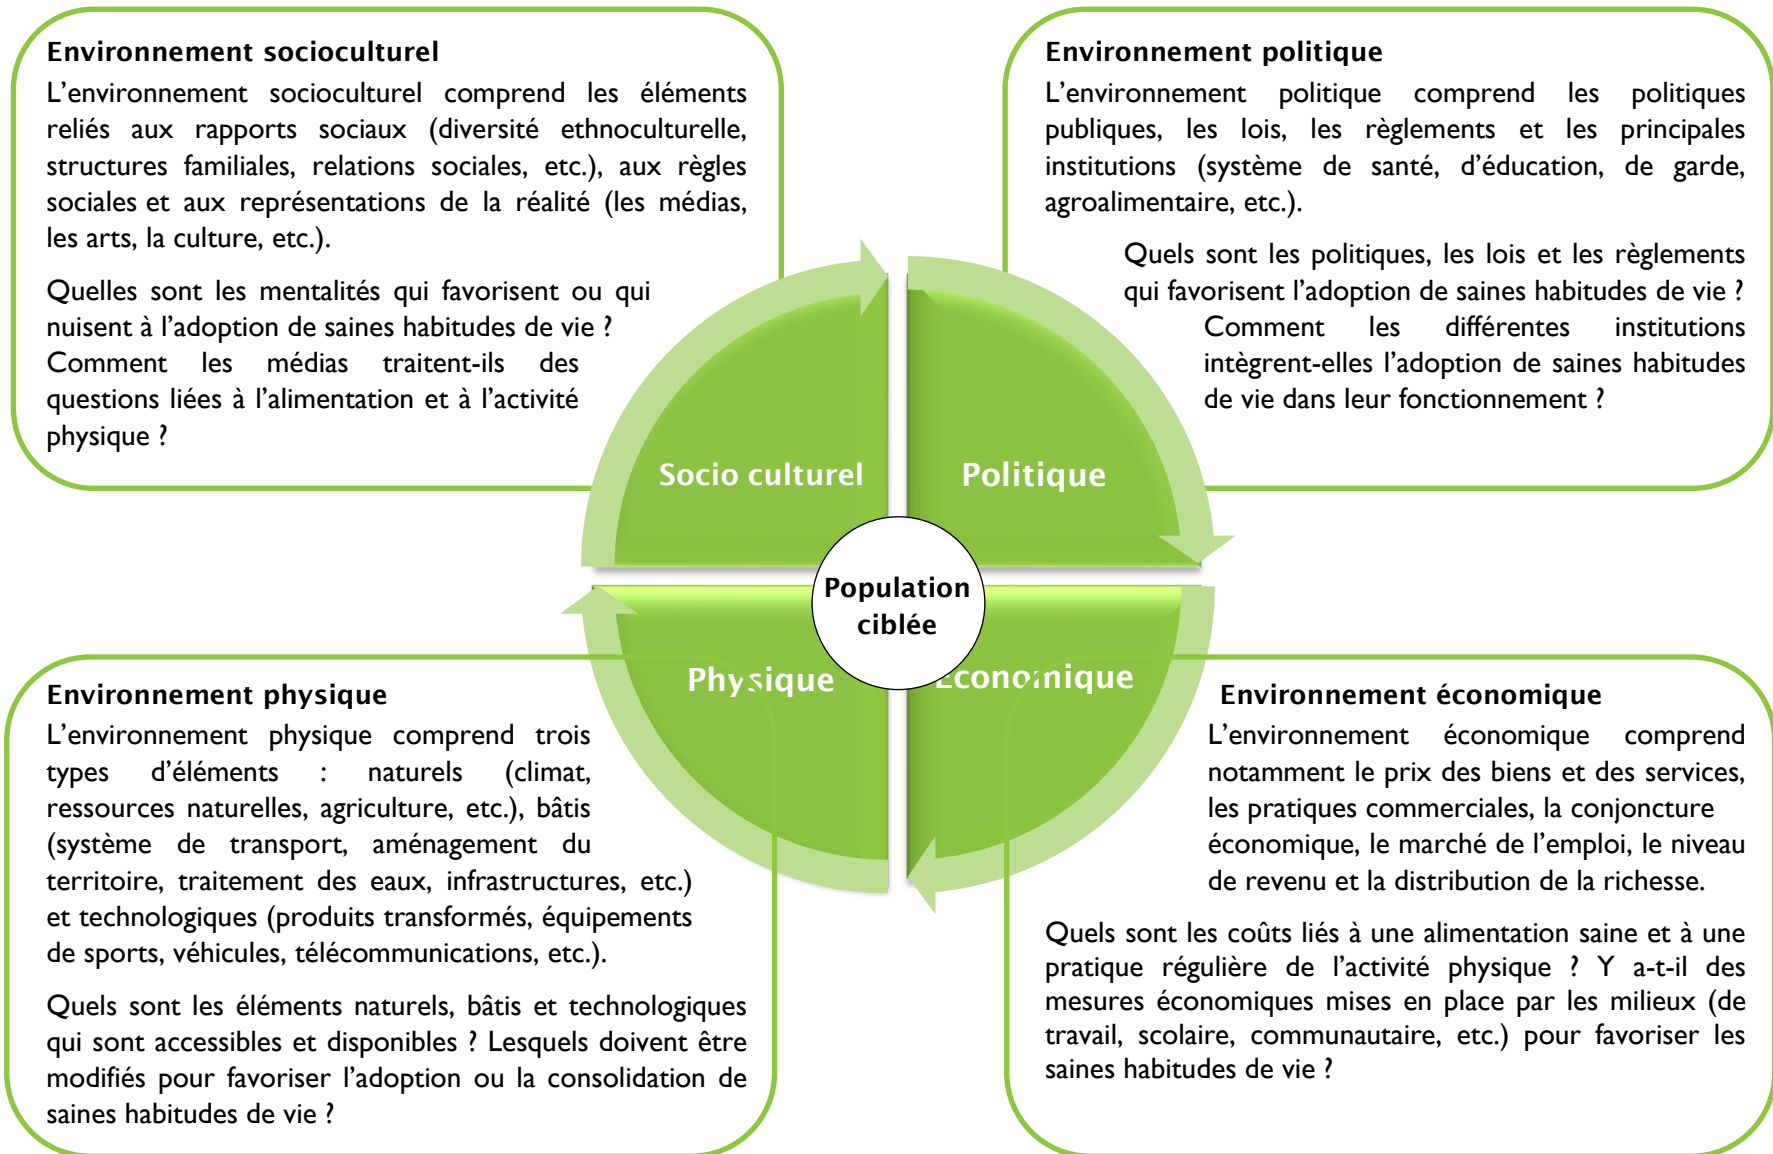 Environnement socioculturel
L’environnement socioculturel comprend les éléments
reliés aux rapports sociaux (diversité ethnoculturelle,
structures familiales, relations sociales, etc.), aux règles
sociales et aux représentations de la réalité (les médias,
les arts, la culture, etc.).
Quelles sont les mentalités qui favorisent ou qui
nuisent à l’adoption de saines habitudes de vie ?
Comment les médias traitent-ils des
questions liées à l’alimentation et à l’activité
physique ?
Environnement politique
L’environnement politique comprend les politiques
publiques, les lois, les règlements et les principales
institutions (système de santé, d’éducation, de garde,
agroalimentaire, etc.).
Quels sont les politiques, les lois et les règlements
qui favorisent l’adoption de saines habitudes de vie ?
Comment les différentes institutions
intègrent-elles l’adoption de saines habitudes
de vie dans leur fonctionnement ?
Socio culturel
Politique
Population
ciblée
Physique
Économique
Environnement physique
L’environnement physique comprend trois
types d’éléments : naturels (climat,
ressources naturelles, agriculture, etc.), bâtis
(système de transport, aménagement du
territoire, traitement des eaux, infrastructures, etc.)
et technologiques (produits transformés, équipements
de sports, véhicules, télécommunications, etc.).
Quels sont les éléments naturels, bâtis et technologiques
qui sont accessibles et disponibles ? Lesquels doivent être
modifiés pour favoriser l’adoption ou la consolidation de
saines habitudes de vie ?
Environnement économique
L’environnement économique comprend
notamment le prix des biens et des services,
les pratiques commerciales, la conjoncture
économique, le marché de l’emploi, le niveau
de revenu et la distribution de la richesse.
Quels sont les coûts liés à une alimentation saine et à une
pratique régulière de l’activité physique ? Y a-t-il des
mesures économiques mises en place par les milieux (de
travail, scolaire, communautaire, etc.) pour favoriser les
saines habitudes de vie ?